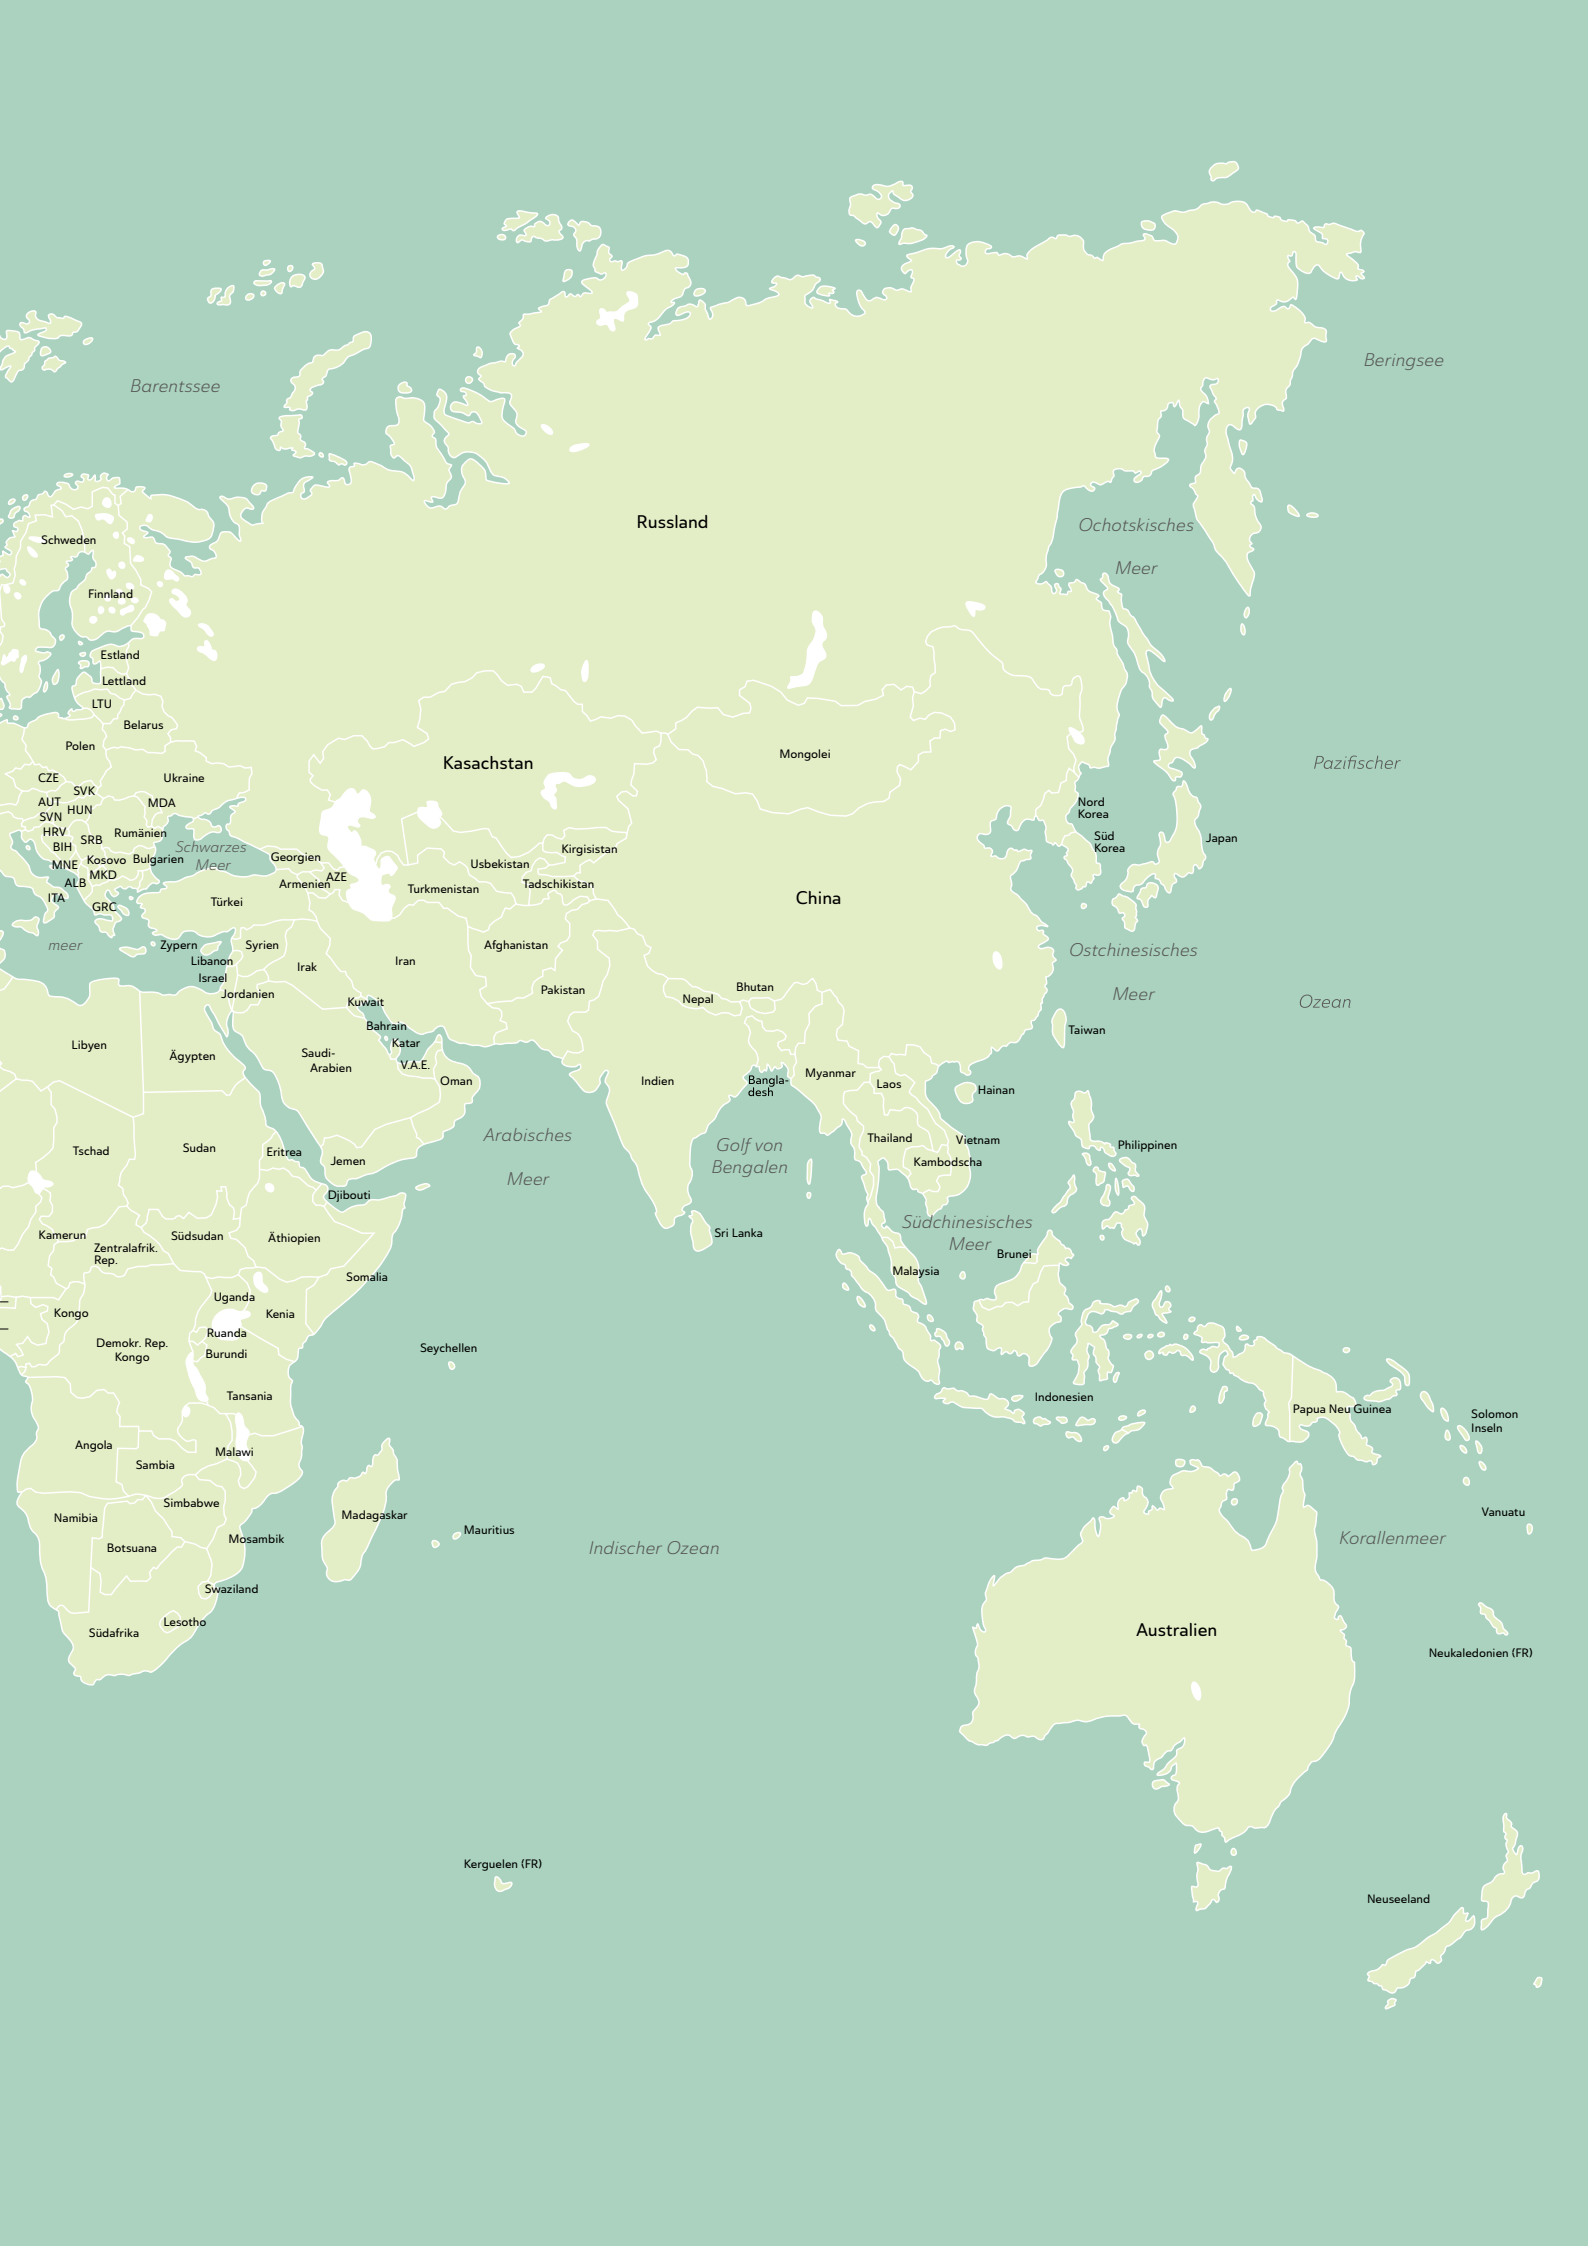 Barentssee
Beringsee
Russland
Ochotskisches
Meer
Schweden
Finnland
Estland
Lettland
LTU
Belarus
Polen
CZE
Ukraine
SVK
AUT
HUN
MDA
SVN
HRV
SRB
Rumänien
BIH
Schwarzes
Meer
MNE
Kosovo
Bulgarien
MKD
ALB
ITA
GRC
meer
Georgien
Armenien
AZE
Türkei
Kasachstan
Mongolei
Pazifischer
Ozean
Nord
Korea
Süd
Korea
Japan
Kirgisistan
Usbekistan
Tadschikistan
Turkmenistan
China
Zypern
Syrien
Libanon
Israel
Irak
Iran
Afghanistan
Jordanien
Kuwait
Pakistan
Nepal
Bhutan
Ostchinesisches
Meer
Taiwan
Bahrain
Katar
V.A.E.
Oman
Libyen
Ägypten
Saudi-
Arabien
Indien
Bangla-
desh
Myanmar
Laos
Hainan
Arabisches
Meer
Golf von
Bengalen
Thailand
Vietnam
Kambodscha
Philippinen
Tschad
Sudan
Eritrea
Jemen
Djibouti
Kamerun
Zentralafrik.
Rep.
Südsudan
Äthiopien
Sri Lanka
Südchinesisches
Meer
Brunei
Malaysia
Somalia
Uganda
Kenia
Kongo
Ruanda
Demokr. Rep.
Kongo
Burundi
Seychellen
Tansania
Indonesien
Papua Neu Guinea
Solomon
Inseln
Angola
Malawi
Sambia
Simbabwe
Namibia
Madagaskar
Mauritius
Mosambik
Botsuana
Indischer Ozean
Vanuatu
Korallenmeer
Swaziland
Lesotho
Südafrika
Australien
Neukaledonien (FR)
Kerguelen (FR)
Neuseeland